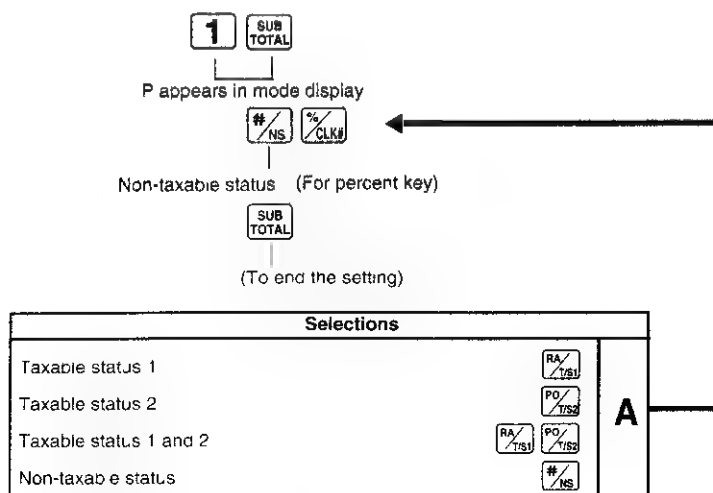 1 SUB TOTAL
P appears in mode display
#/NS %/CLK#
Non-taxable status (For percent key)
SUB TOTAL
(To end the setting)
Selections
Taxable status 1 RA/T/S1
Taxable status 2 PO/T/S2
A
Taxable status 1 and 2 RA/T/S1 PO/T/S2
Non-taxable status #/NS